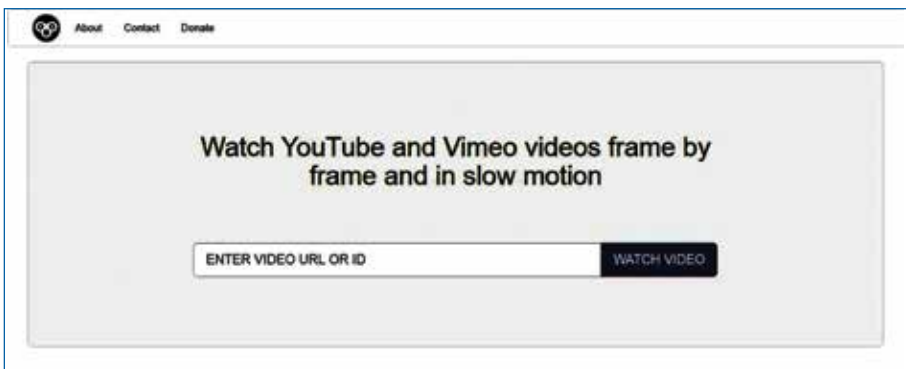 About Contact Donate
Watch YouTube and Vimeo videos frame by
frame and in slow motion
ENTER VIDEO URL OR ID WATCH VIDEO